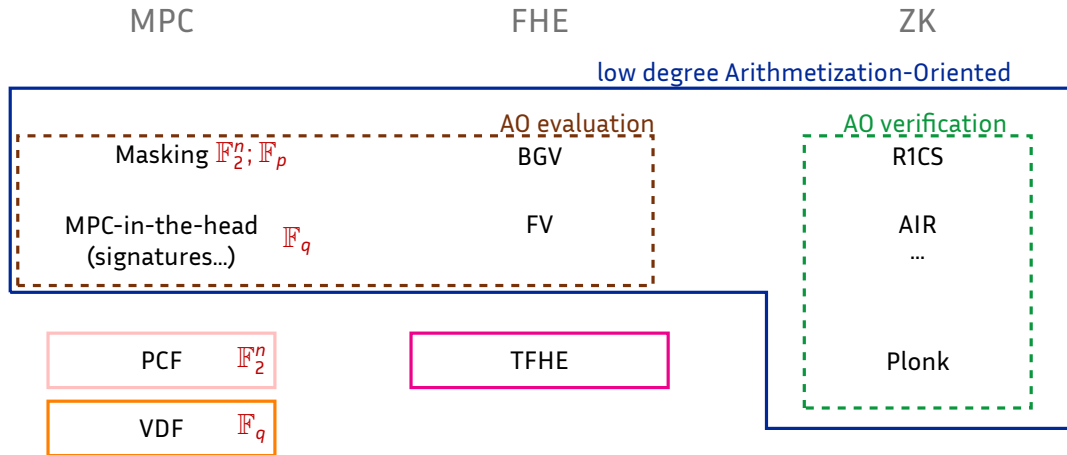 MPC FHE ZK
low degree Arithmetization-Oriented
AO evaluation AO verification
Masking 𝔽₂ⁿ; 𝔽ₚ BGV R1CS
MPC-in-the-head
(signatures...) 𝔽_q FV AIR
...
PCF 𝔽₂ⁿ TFHE Plonk
VDF 𝔽_q